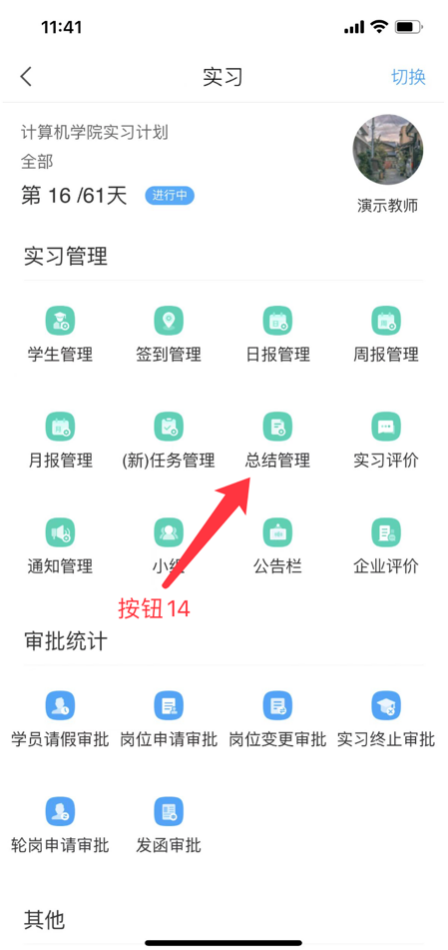 11:41
实习
切换
计算机学院实习计划
全部
第 16 /61天
进行中
演示教师
实习管理
学生管理
签到管理
日报管理
周报管理
月报管理
(新)任务管理
总结管理
实习评价
通知管理
小组
公告栏
企业评价
按钮14
审批统计
学员请假审批
岗位申请审批
岗位变更审批
实习终止审批
轮岗申请审批
发函审批
其他